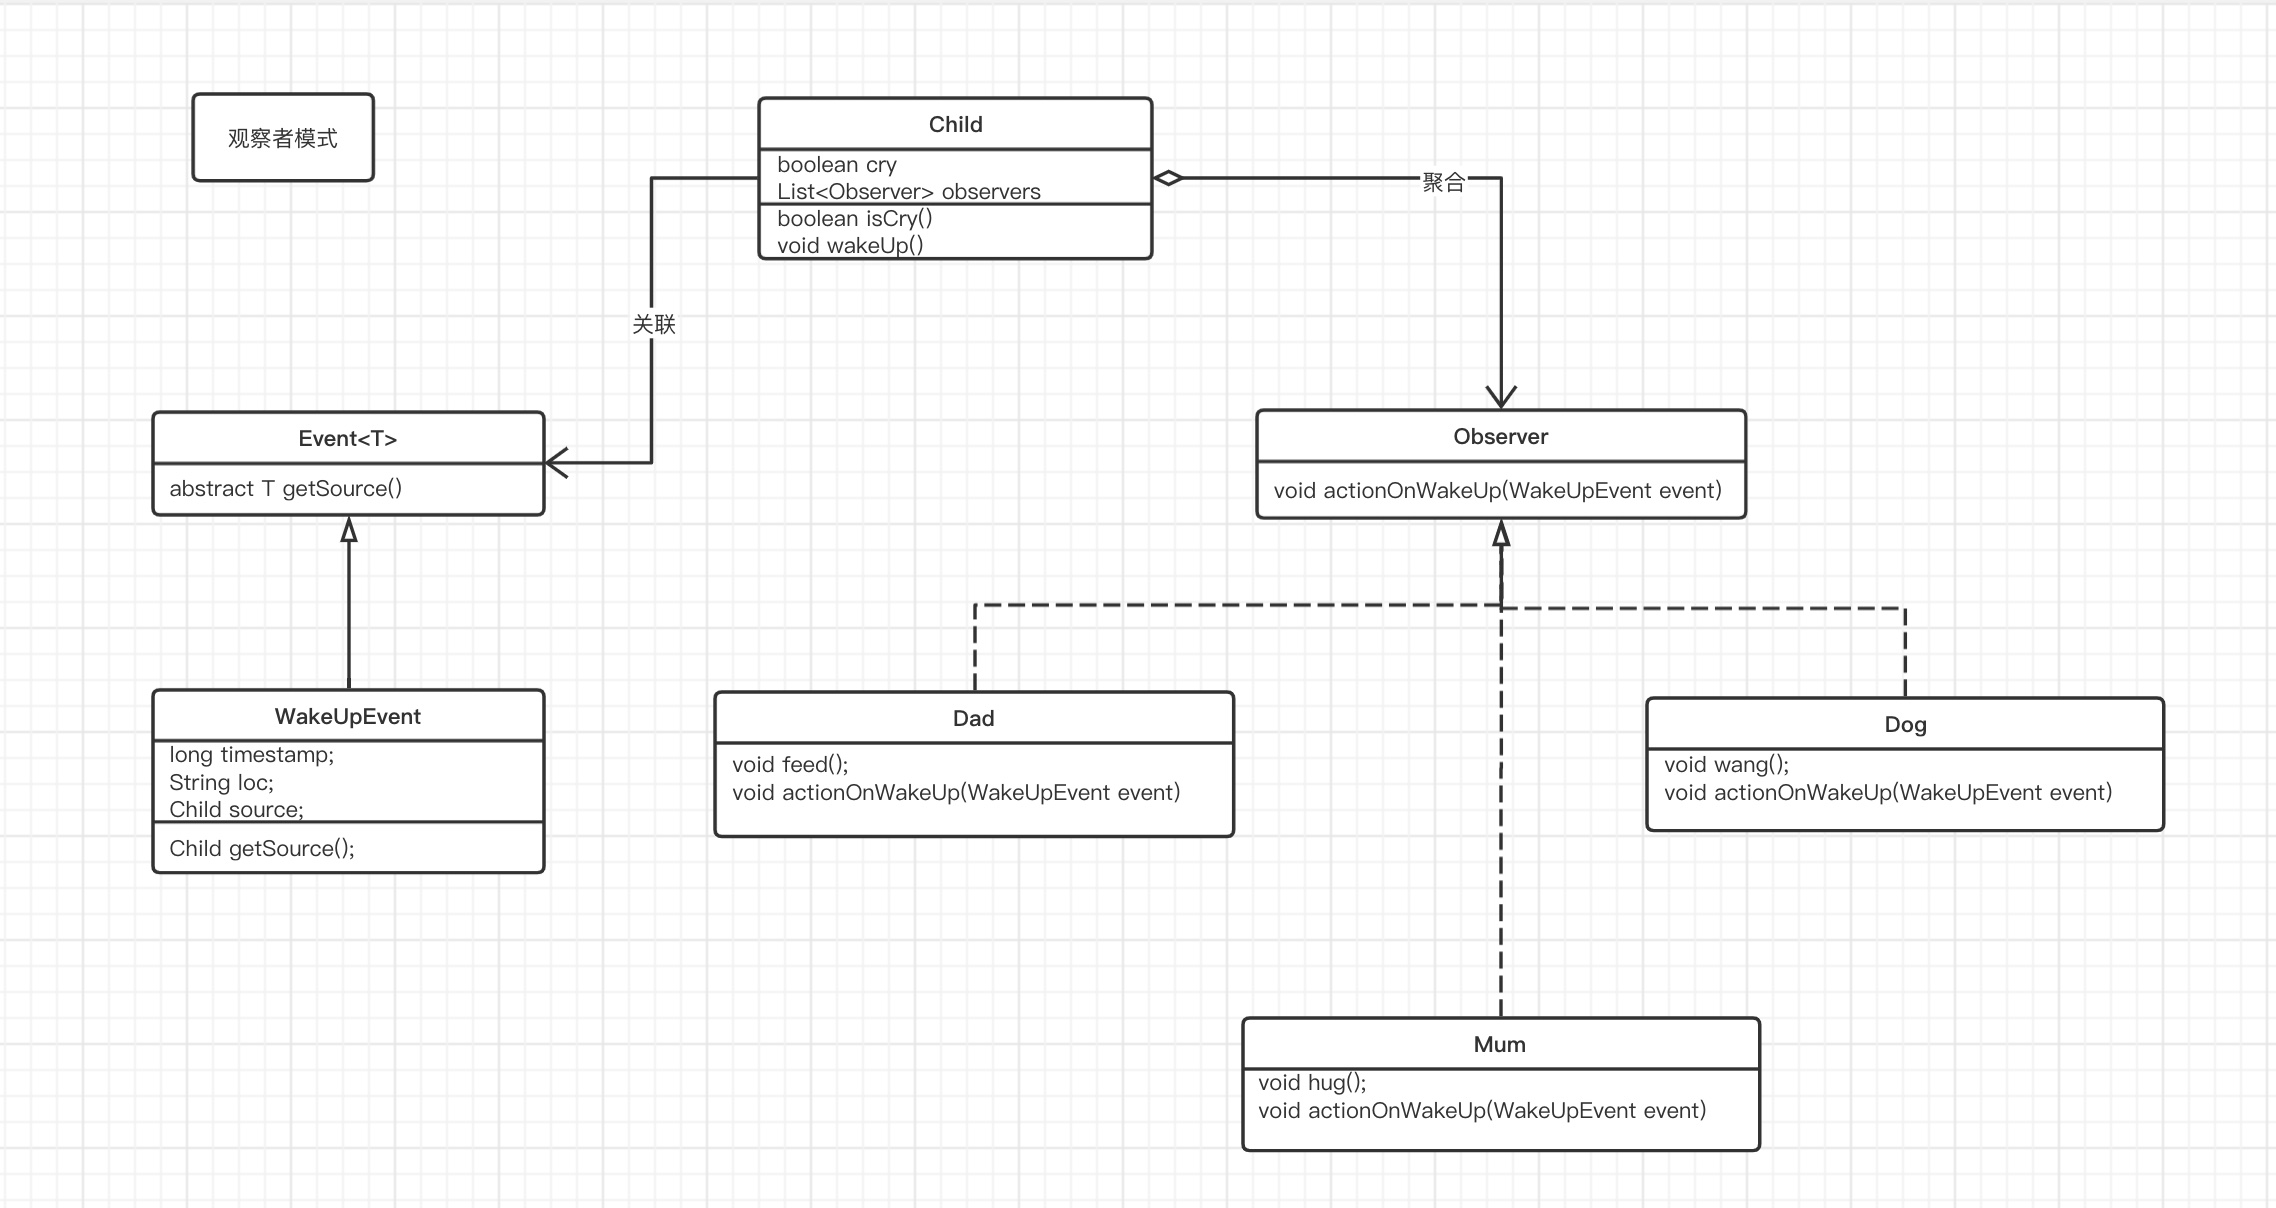 观察者模式
Child
boolean cry
List<Observer> observers
boolean isCry()
void wakeUp()
聚合
关联
Event<T>
abstract T getSource()
Observer
void actionOnWakeUp(WakeUpEvent event)
WakeUpEvent
long timestamp;
String loc;
Child source;
Child getSource();
Dad
void feed();
void actionOnWakeUp(WakeUpEvent event)
Dog
void wang();
void actionOnWakeUp(WakeUpEvent event)
Mum
void hug();
void actionOnWakeUp(WakeUpEvent event)